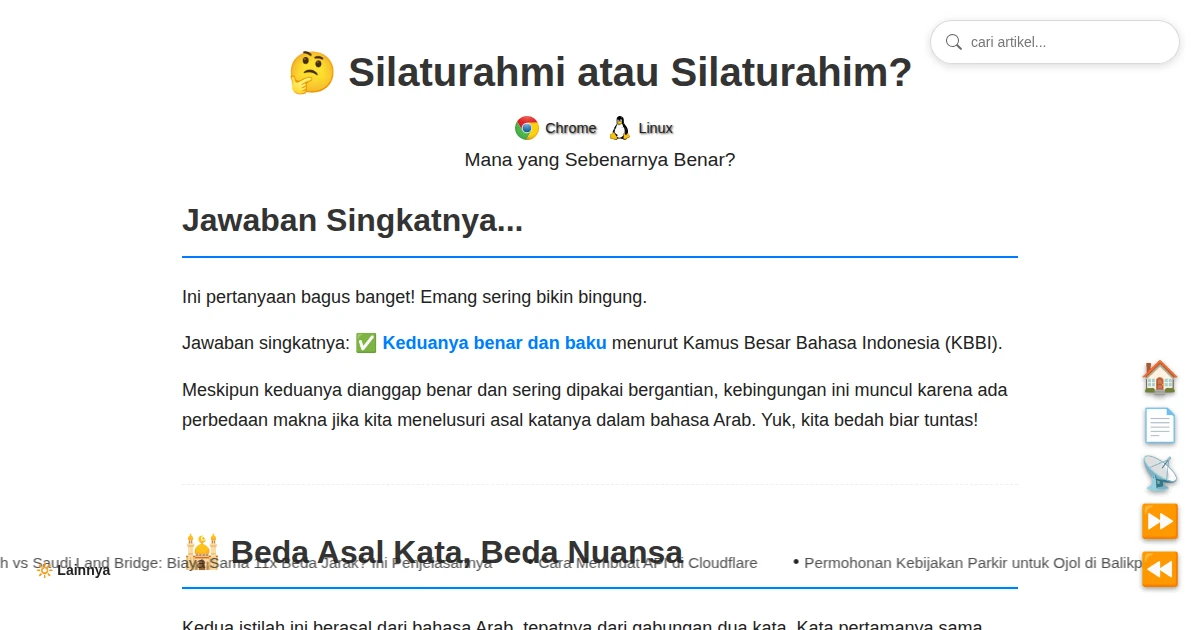 cari artikel...
🤔 Silaturahmi atau Silaturahim?
Chrome Linux
Mana yang Sebenarnya Benar?
Jawaban Singkatnya...
Ini pertanyaan bagus banget! Emang sering bikin bingung.
Jawaban singkatnya: ✅ Keduanya benar dan baku menurut Kamus Besar Bahasa Indonesia (KBBI).
Meskipun keduanya dianggap benar dan sering dipakai bergantian, kebingungan ini muncul karena ada
perbedaan makna jika kita menelusuri asal katanya dalam bahasa Arab. Yuk, kita bedah biar tuntas!
🕌 Beda Asal Kata, Beda Nuansa
h vs Saudi Land Bridge: Biaya Sama 11x Beda Jarak? Ini Penjelasannya • Cara Membuat API di Cloudflare • Permohonan Kebijakan Parkir untuk Ojol di Balikp
🔆 Lainnya
Kedua istilah ini berasal dari bahasa Arab, tepatnya dari gabungan dua kata. Kata pertamanya sama,